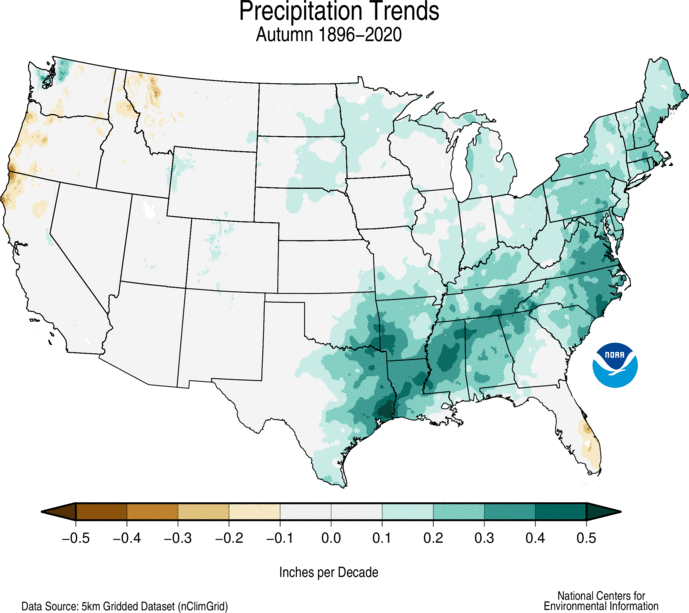 Precipitation Trends
Autumn 1896–2020
NOAA
−0.5 −0.4 −0.3 −0.2 −0.1 0.0 0.1 0.2 0.3 0.4 0.5
Inches per Decade
Data Source: 5km Gridded Dataset (nClimGrid)
National Centers for
Environmental Information